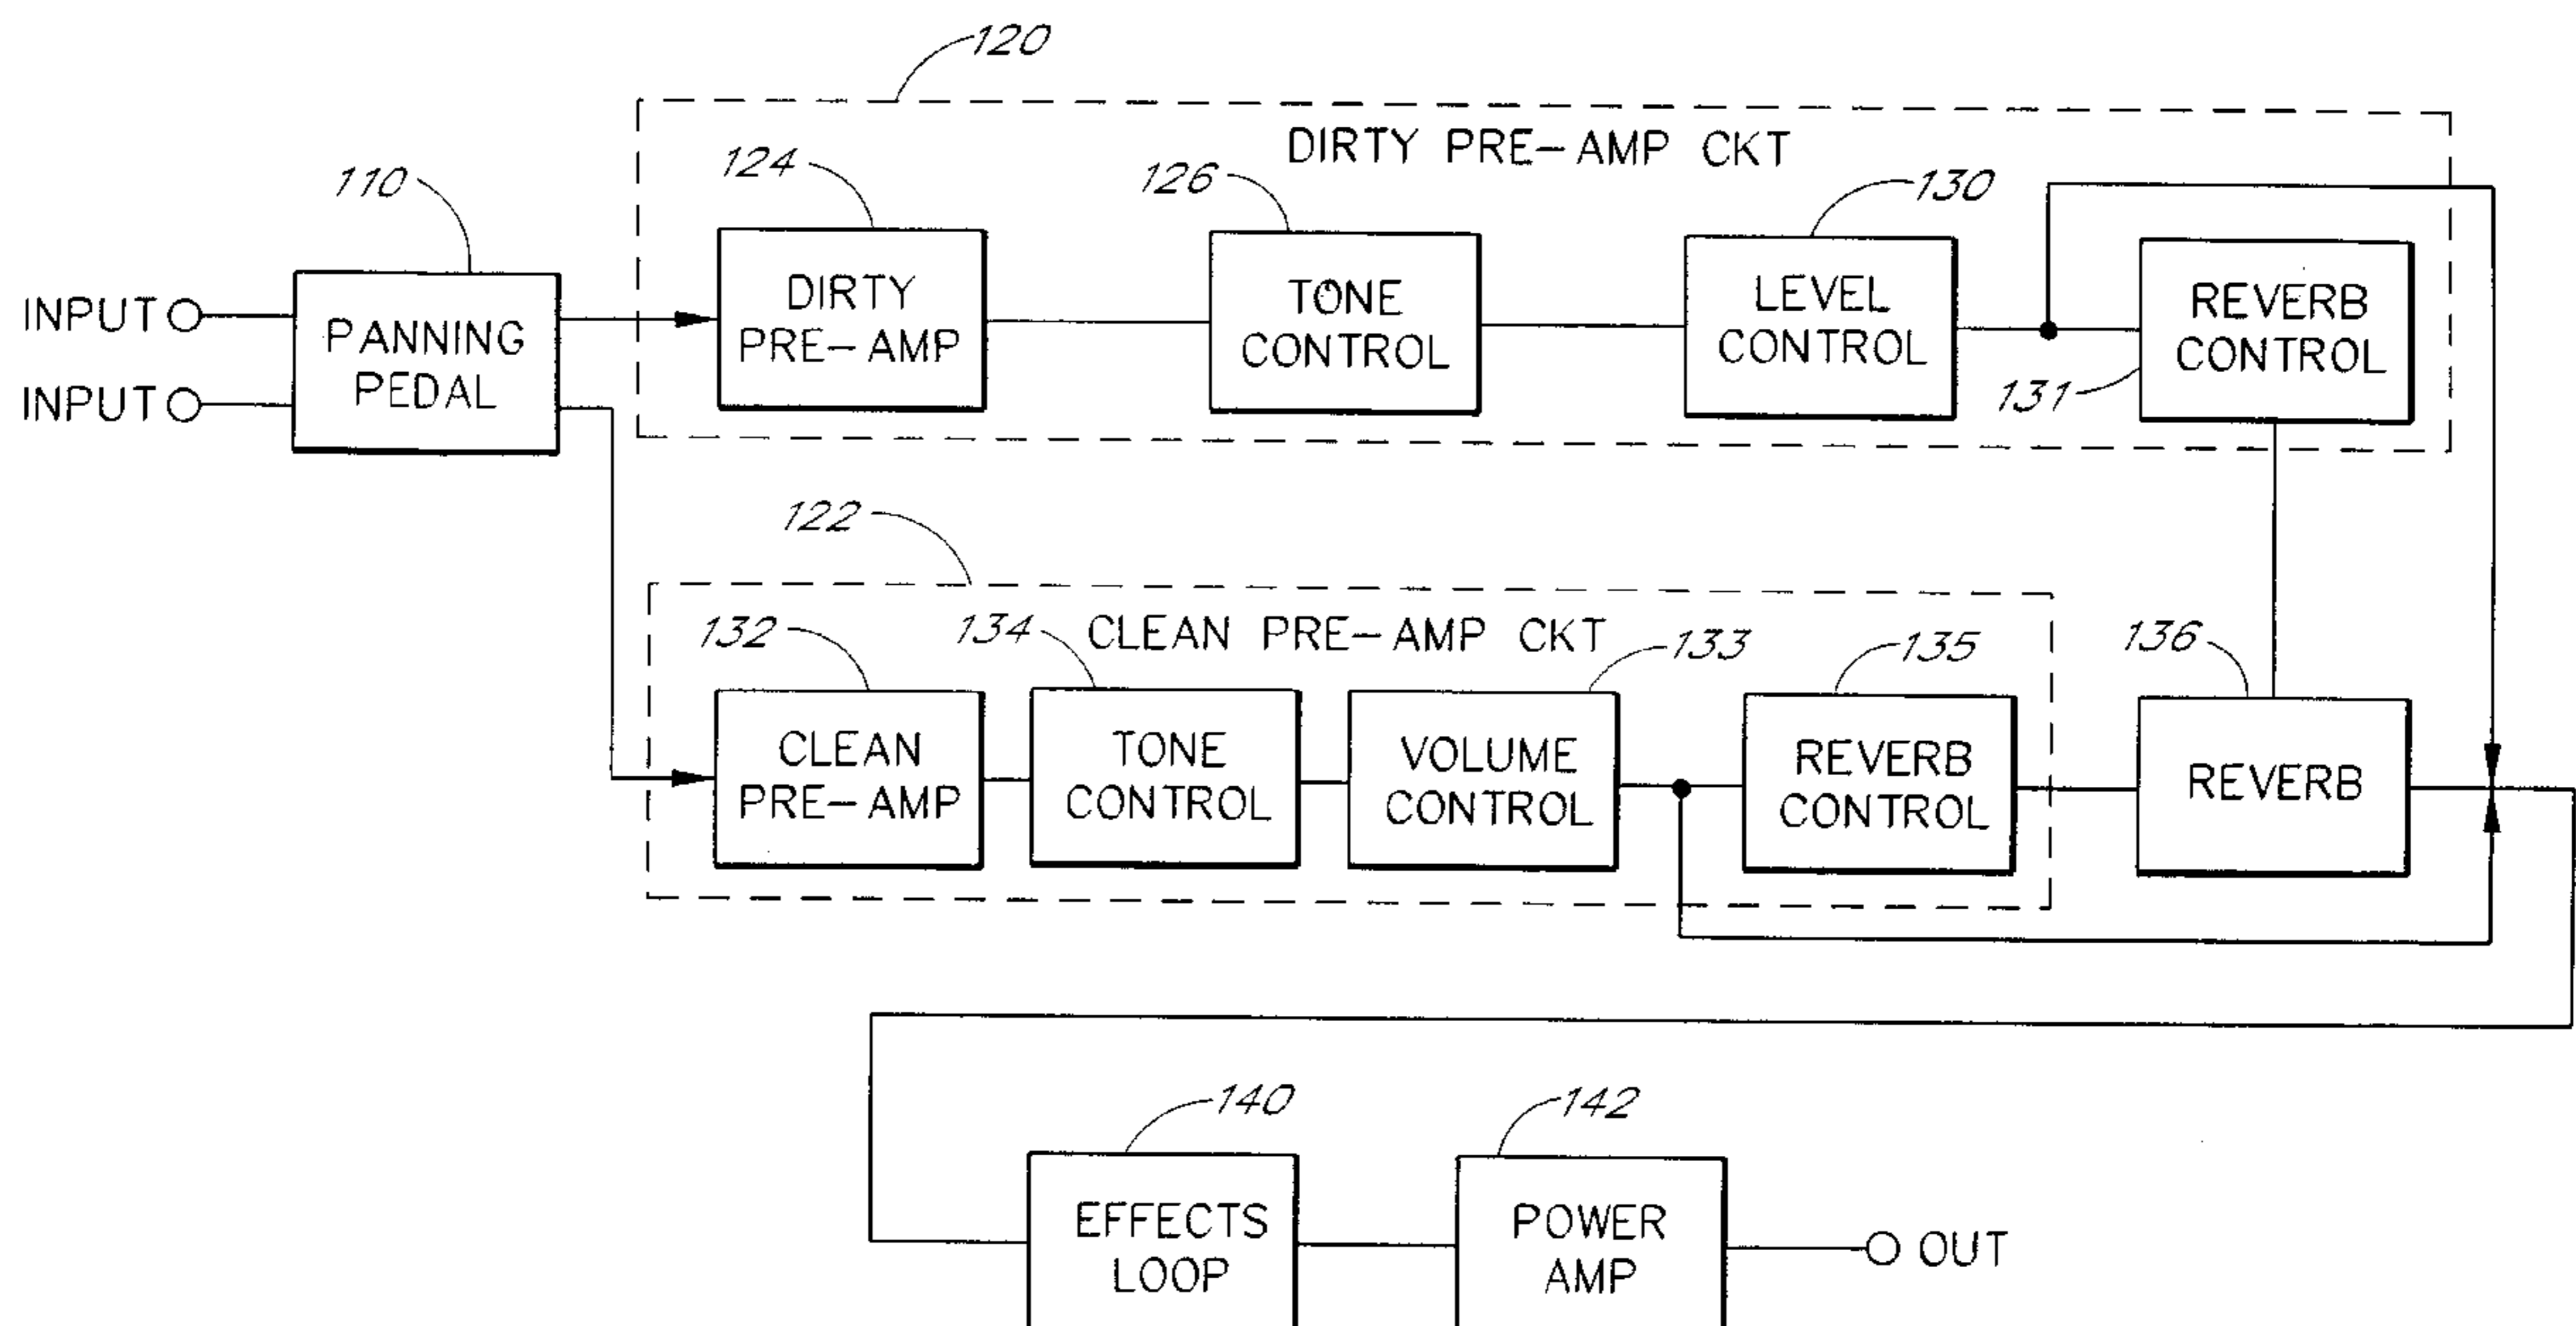 120
DIRTY PRE-AMP CKT
110
124
126
130
INPUT
INPUT
PANNING
PEDAL
DIRTY
PRE-AMP
TONE
CONTROL
LEVEL
CONTROL
131
REVERB
CONTROL
122
CLEAN PRE-AMP CKT
132
134
133
135
136
CLEAN
PRE-AMP
TONE
CONTROL
VOLUME
CONTROL
REVERB
CONTROL
REVERB
140
142
EFFECTS
LOOP
POWER
AMP
OUT